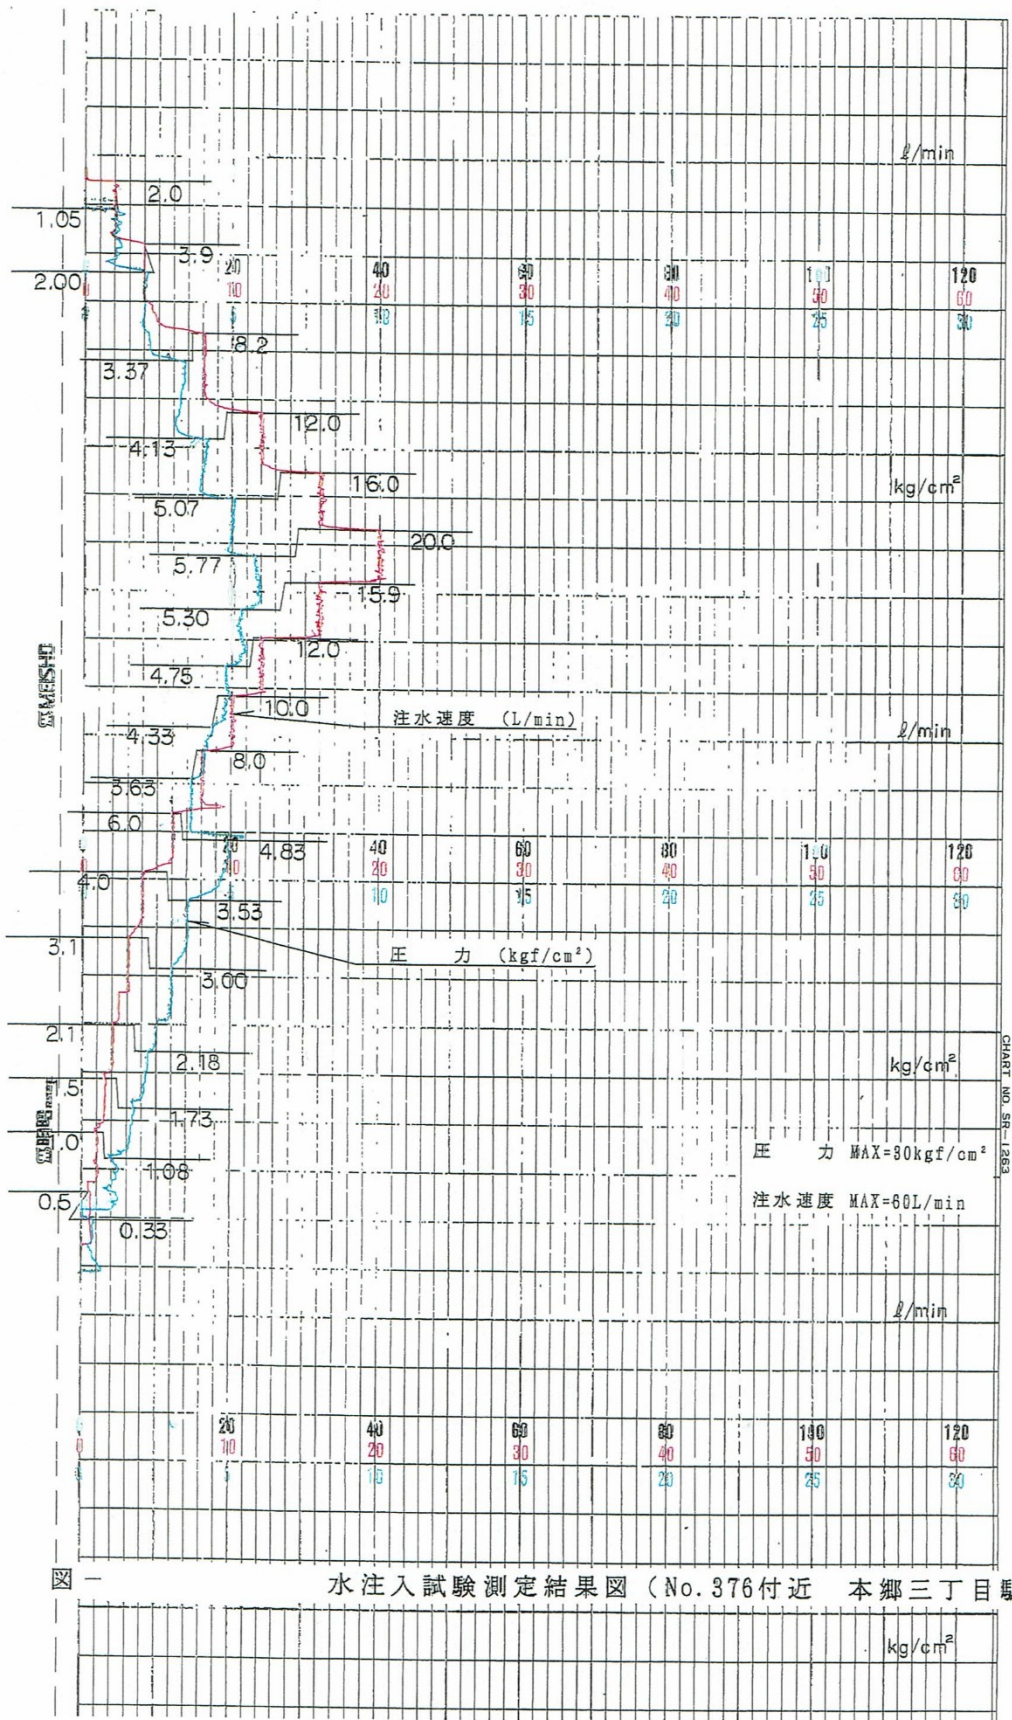 ℓ/min
2.0
1.05
3.9
2.00
20 40 60 80 100 120
0 10 20 30 40 50 60
5 10 15 20 25 30
8.2
3.37
12.0
4.13
16.0
kg/cm²
5.07
20.0
5.77
15.9
5.30
12.0
4.75
10.0
注水速度 (L/min)
4.33
ℓ/min
8.0
3.63
6.0
4.83
20 40 60 80 100 120
0 10 20 30 40 50 60
5 10 15 20 25 30
4.0
3.53
3.1
圧 力 (kgf/cm²)
3.00
2.1
2.18
kg/cm²
CHART NO. SR-1263
1.5
1.73
1.0
1.08
圧 力 MAX=30kgf/cm²
0.5
注水速度 MAX=60L/min
0.33
ℓ/min
0 20 40 60 80 100 120
0 10 20 30 40 50 60
5 10 15 20 25 30
図一
水注入試験測定結果図 (No.376付近 本郷三丁目駅
kg/cm²